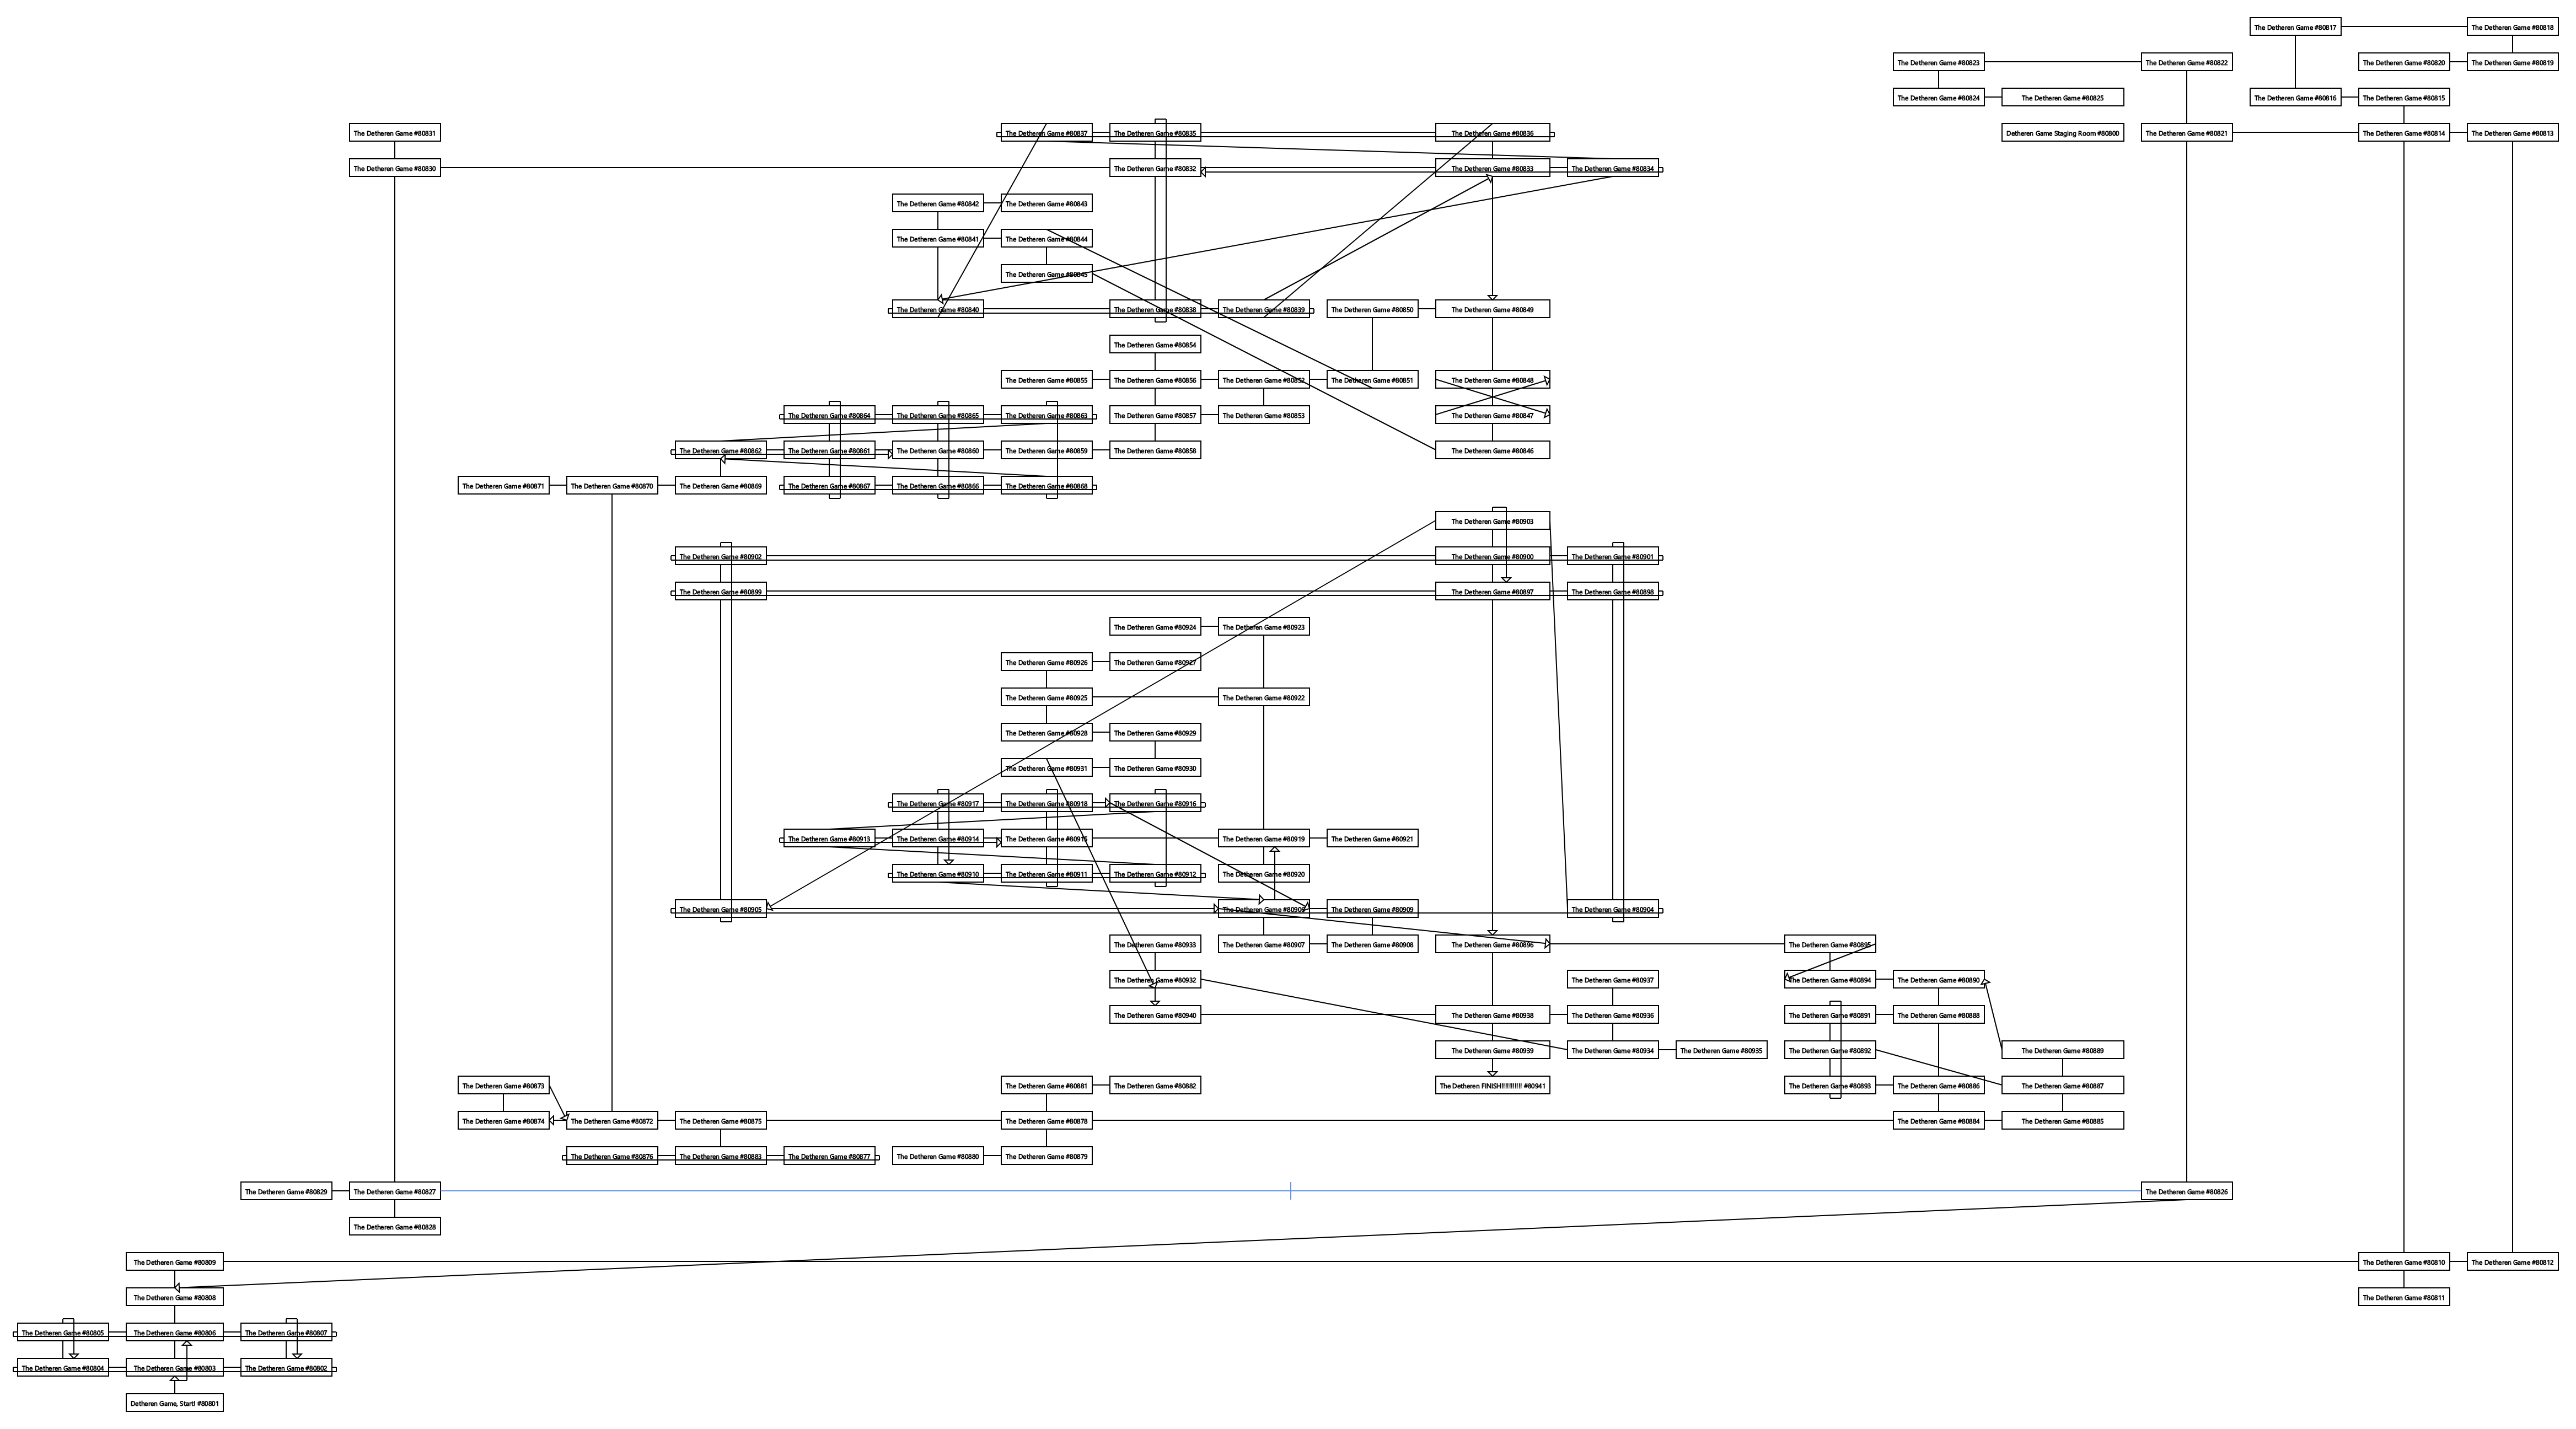 The Detheren Game #80817
The Detheren Game #80818
The Detheren Game #80823
The Detheren Game #80822
The Detheren Game #80820
The Detheren Game #80819
The Detheren Game #80824
The Detheren Game #80825
The Detheren Game #80816
The Detheren Game #80815
The Detheren Game #80831
The Detheren Game #80837
The Detheren Game #80835
The Detheren Game #80836
Detheren Game Staging Room #80800
The Detheren Game #80821
The Detheren Game #80814
The Detheren Game #80813
The Detheren Game #80830
The Detheren Game #80832
The Detheren Game #80833
The Detheren Game #80834
The Detheren Game #80842
The Detheren Game #80843
The Detheren Game #80841
The Detheren Game #80844
The Detheren Game #80845
The Detheren Game #80840
The Detheren Game #80838
The Detheren Game #80839
The Detheren Game #80850
The Detheren Game #80849
The Detheren Game #80854
The Detheren Game #80855
The Detheren Game #80856
The Detheren Game #80852
The Detheren Game #80851
The Detheren Game #80848
The Detheren Game #80864
The Detheren Game #80865
The Detheren Game #80863
The Detheren Game #80857
The Detheren Game #80853
The Detheren Game #80847
The Detheren Game #80862
The Detheren Game #80861
The Detheren Game #80860
The Detheren Game #80859
The Detheren Game #80858
The Detheren Game #80846
The Detheren Game #80871
The Detheren Game #80870
The Detheren Game #80869
The Detheren Game #80867
The Detheren Game #80866
The Detheren Game #80868
The Detheren Game #80903
The Detheren Game #80902
The Detheren Game #80900
The Detheren Game #80901
The Detheren Game #80899
The Detheren Game #80897
The Detheren Game #80898
The Detheren Game #80924
The Detheren Game #80923
The Detheren Game #80926
The Detheren Game #80927
The Detheren Game #80925
The Detheren Game #80922
The Detheren Game #80928
The Detheren Game #80929
The Detheren Game #80931
The Detheren Game #80930
The Detheren Game #80917
The Detheren Game #80918
The Detheren Game #80916
The Detheren Game #80913
The Detheren Game #80914
The Detheren Game #80915
The Detheren Game #80919
The Detheren Game #80921
The Detheren Game #80910
The Detheren Game #80911
The Detheren Game #80912
The Detheren Game #80920
The Detheren Game #80905
The Detheren Game #80906
The Detheren Game #80909
The Detheren Game #80904
The Detheren Game #80933
The Detheren Game #80907
The Detheren Game #80908
The Detheren Game #80896
The Detheren Game #80895
The Detheren Game #80932
The Detheren Game #80937
The Detheren Game #80894
The Detheren Game #80890
The Detheren Game #80940
The Detheren Game #80938
The Detheren Game #80936
The Detheren Game #80891
The Detheren Game #80888
The Detheren Game #80939
The Detheren Game #80934
The Detheren Game #80935
The Detheren Game #80892
The Detheren Game #80889
The Detheren Game #80873
The Detheren Game #80881
The Detheren Game #80882
The Detheren FINISH!!!!!!!!!!! #80941
The Detheren Game #80893
The Detheren Game #80886
The Detheren Game #80887
The Detheren Game #80874
The Detheren Game #80872
The Detheren Game #80875
The Detheren Game #80878
The Detheren Game #80884
The Detheren Game #80885
The Detheren Game #80876
The Detheren Game #80883
The Detheren Game #80877
The Detheren Game #80880
The Detheren Game #80879
The Detheren Game #80829
The Detheren Game #80827
The Detheren Game #80826
The Detheren Game #80828
The Detheren Game #80809
The Detheren Game #80810
The Detheren Game #80812
The Detheren Game #80808
The Detheren Game #80811
The Detheren Game #80805
The Detheren Game #80806
The Detheren Game #80807
The Detheren Game #80804
The Detheren Game #80803
The Detheren Game #80802
Detheren Game, Start! #80801